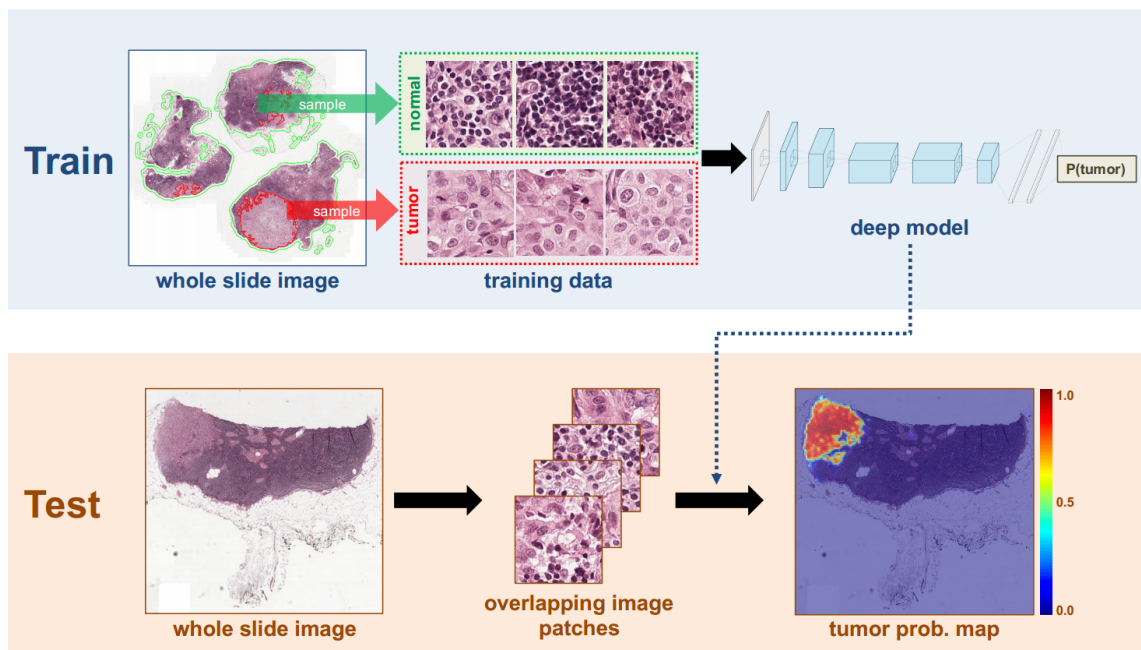 Train
sample
sample
normal
tumor
P(tumor)
whole slide image
training data
deep model
Test
1.0
0.5
0.0
whole slide image
overlapping image
patches
tumor prob. map